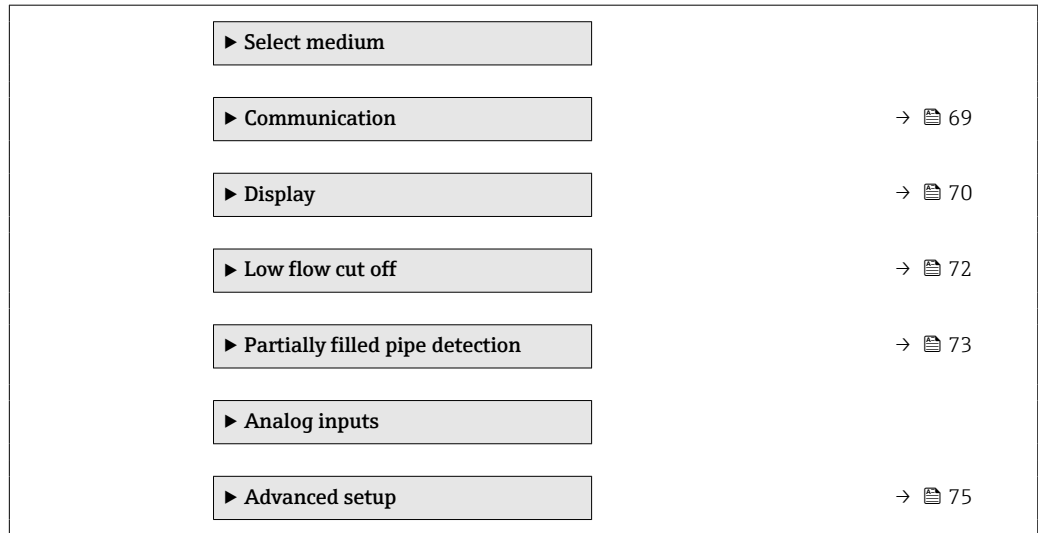 ▶ Select medium
▶ Communication → 69
▶ Display → 70
▶ Low flow cut off → 72
▶ Partially filled pipe detection → 73
▶ Analog inputs
▶ Advanced setup → 75